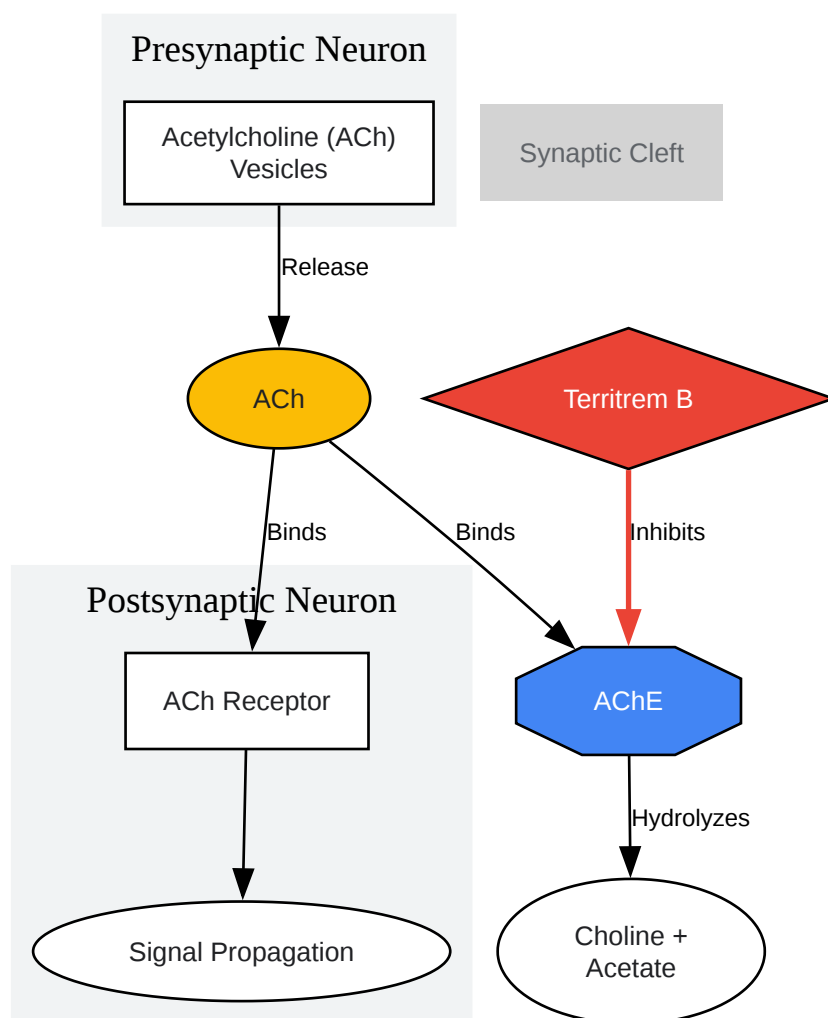 Presynaptic Neuron
Acetylcholine (ACh)
Vesicles
Synaptic Cleft
Release
ACh
Territrem B
Binds
Binds
Inhibits
Postsynaptic Neuron
ACh Receptor
AChE
Hydrolyzes
Signal Propagation
Choline +
Acetate